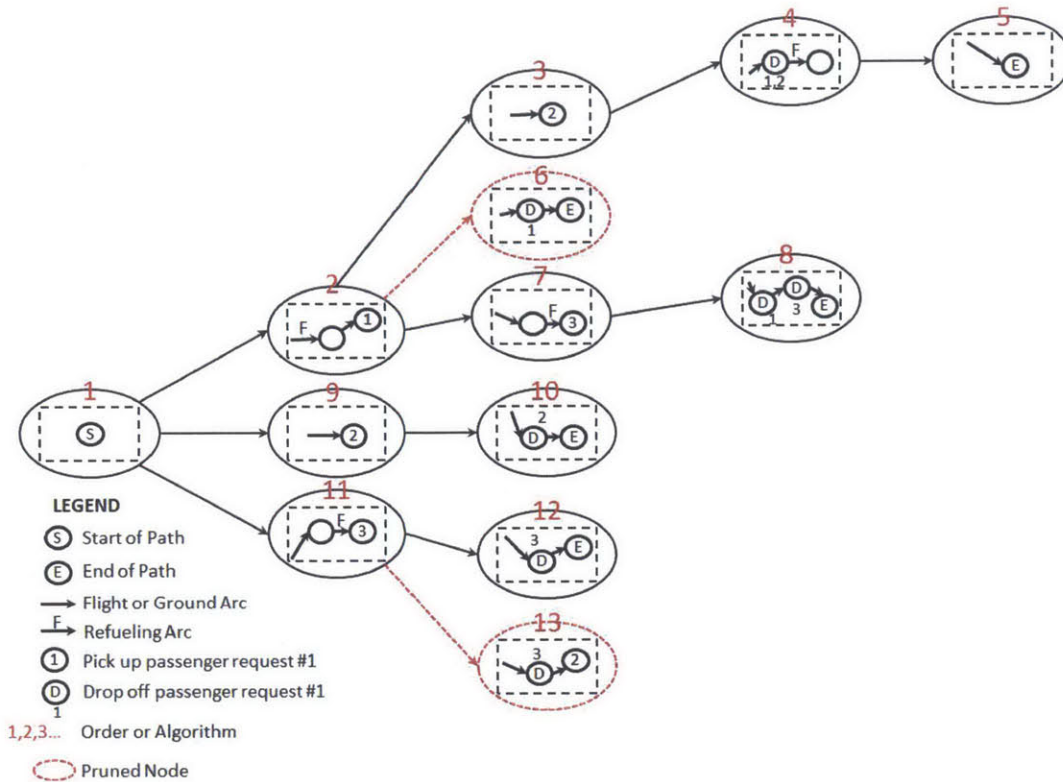 4
5
F
D
1,2
E
3
2
6
D
E
1
7
F
3
8
D
D
E
1
3
2
F
1
1
S
9
2
10
2
D
E
11
F
3
12
3
D
E
13
3
D
2
LEGEND
S Start of Path
E End of Path
Flight or Ground Arc
F Refueling Arc
1 Pick up passenger request #1
D Drop off passenger request #1
1
1,2,3... Order or Algorithm
Pruned Node